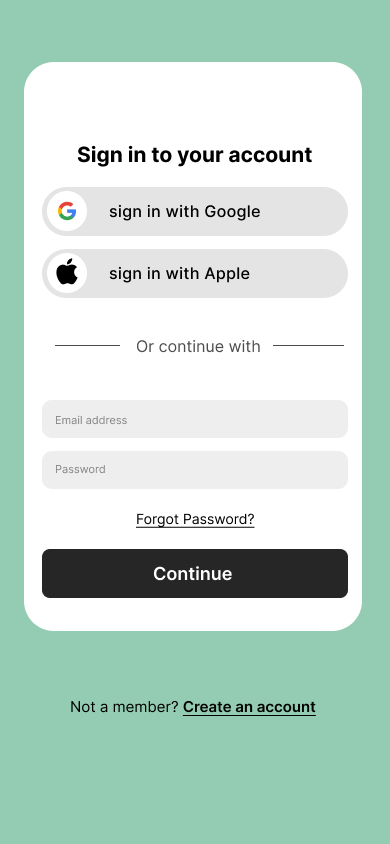 Sign in to your account
sign in with Google
sign in with Apple
Or continue with
Email address
Password
Forgot Password?
Continue
Not a member? Create an account